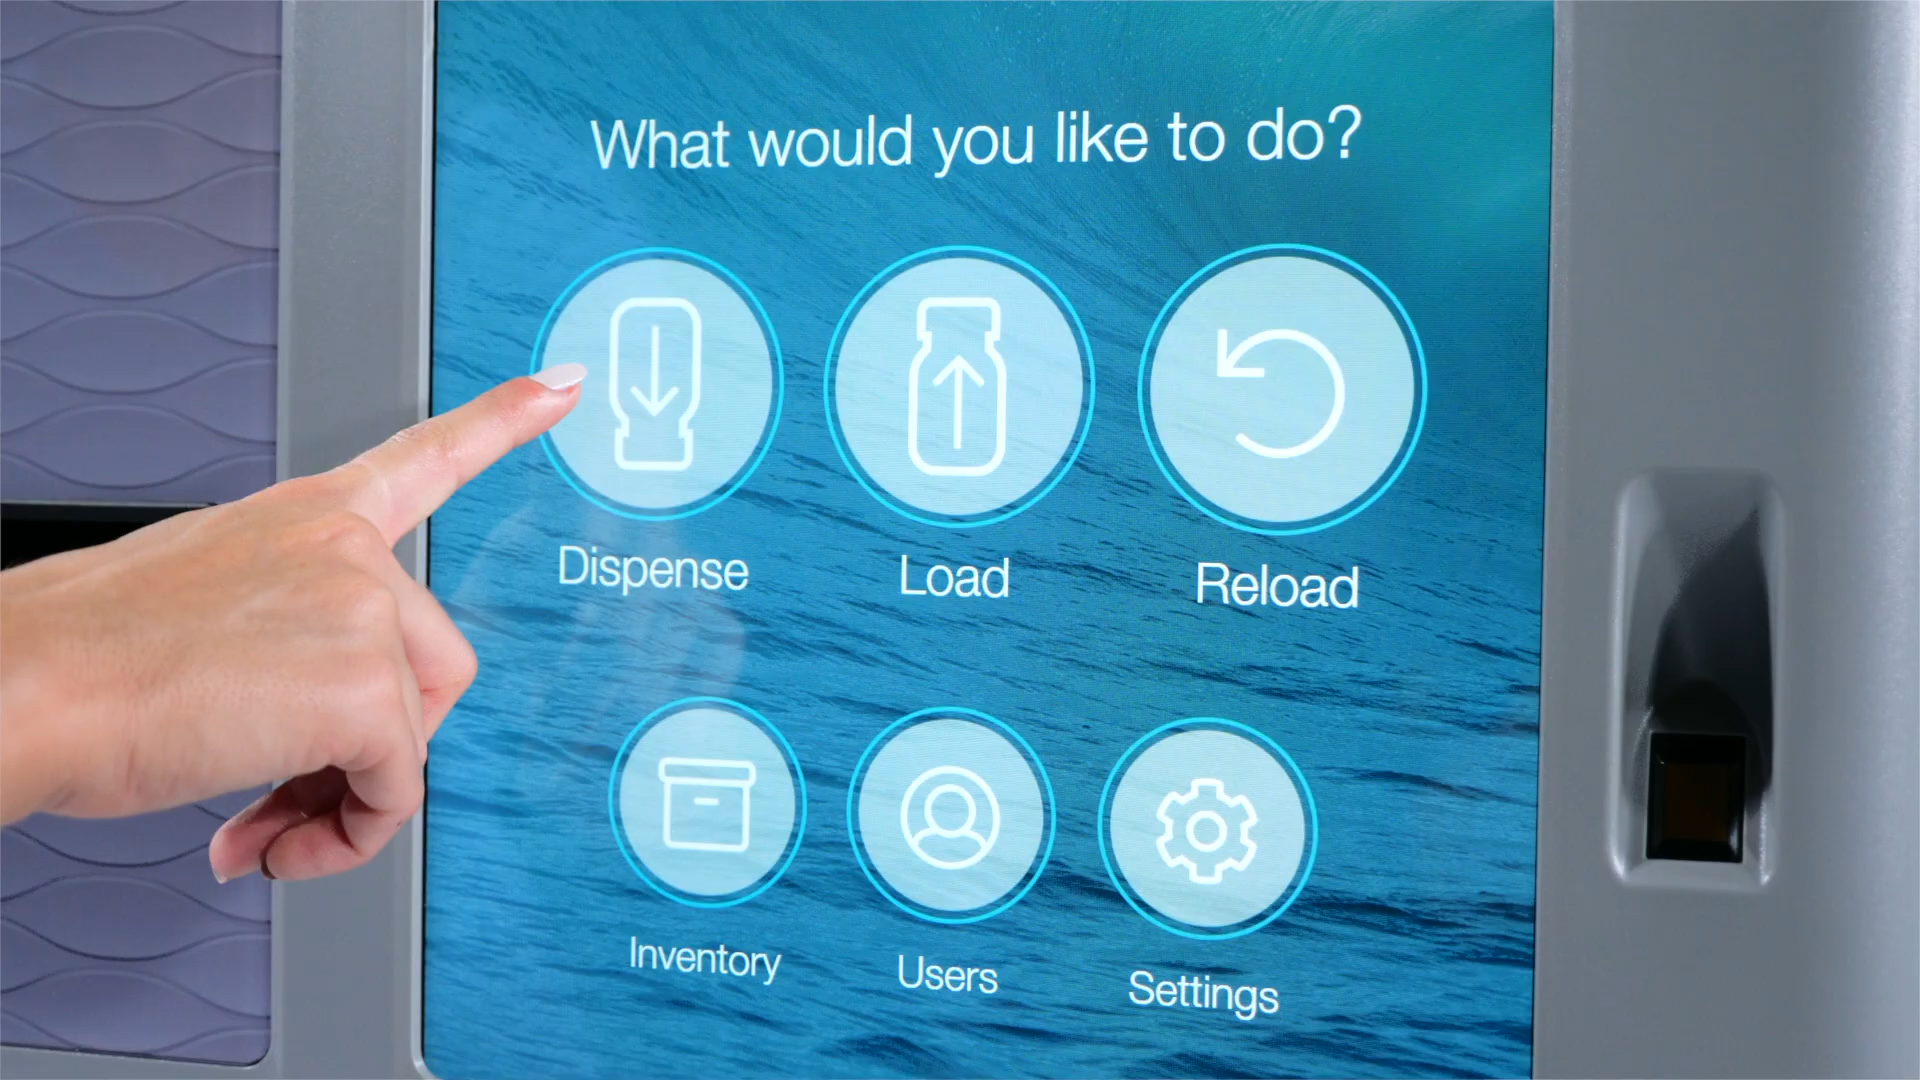 What would you like to do?
Dispense
Load
Reload
Inventory
Users
Settings